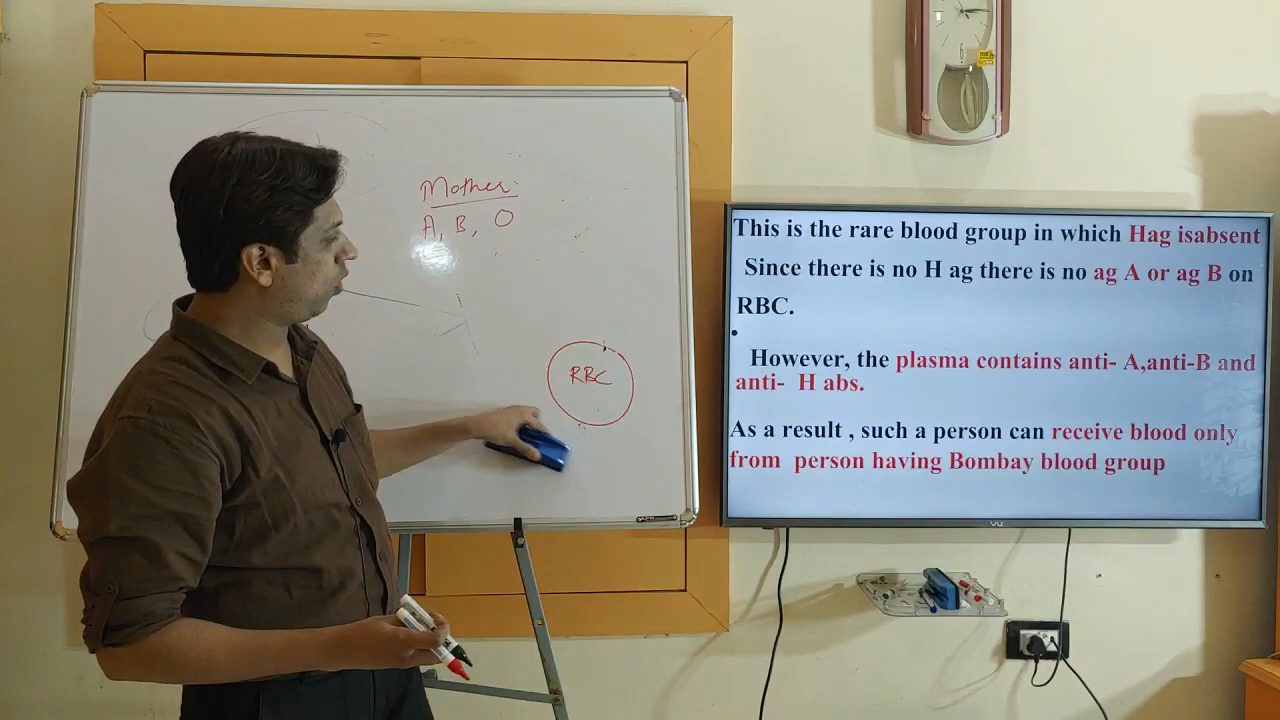 Mother:
A, B, O
RBC
This is the rare blood group in which Hag isabsent
Since there is no H ag there is no ag A or ag B on
RBC.
•
However, the plasma contains anti- A,anti-B and
anti- H abs.
As a result , such a person can receive blood only
from person having Bombay blood group
VU